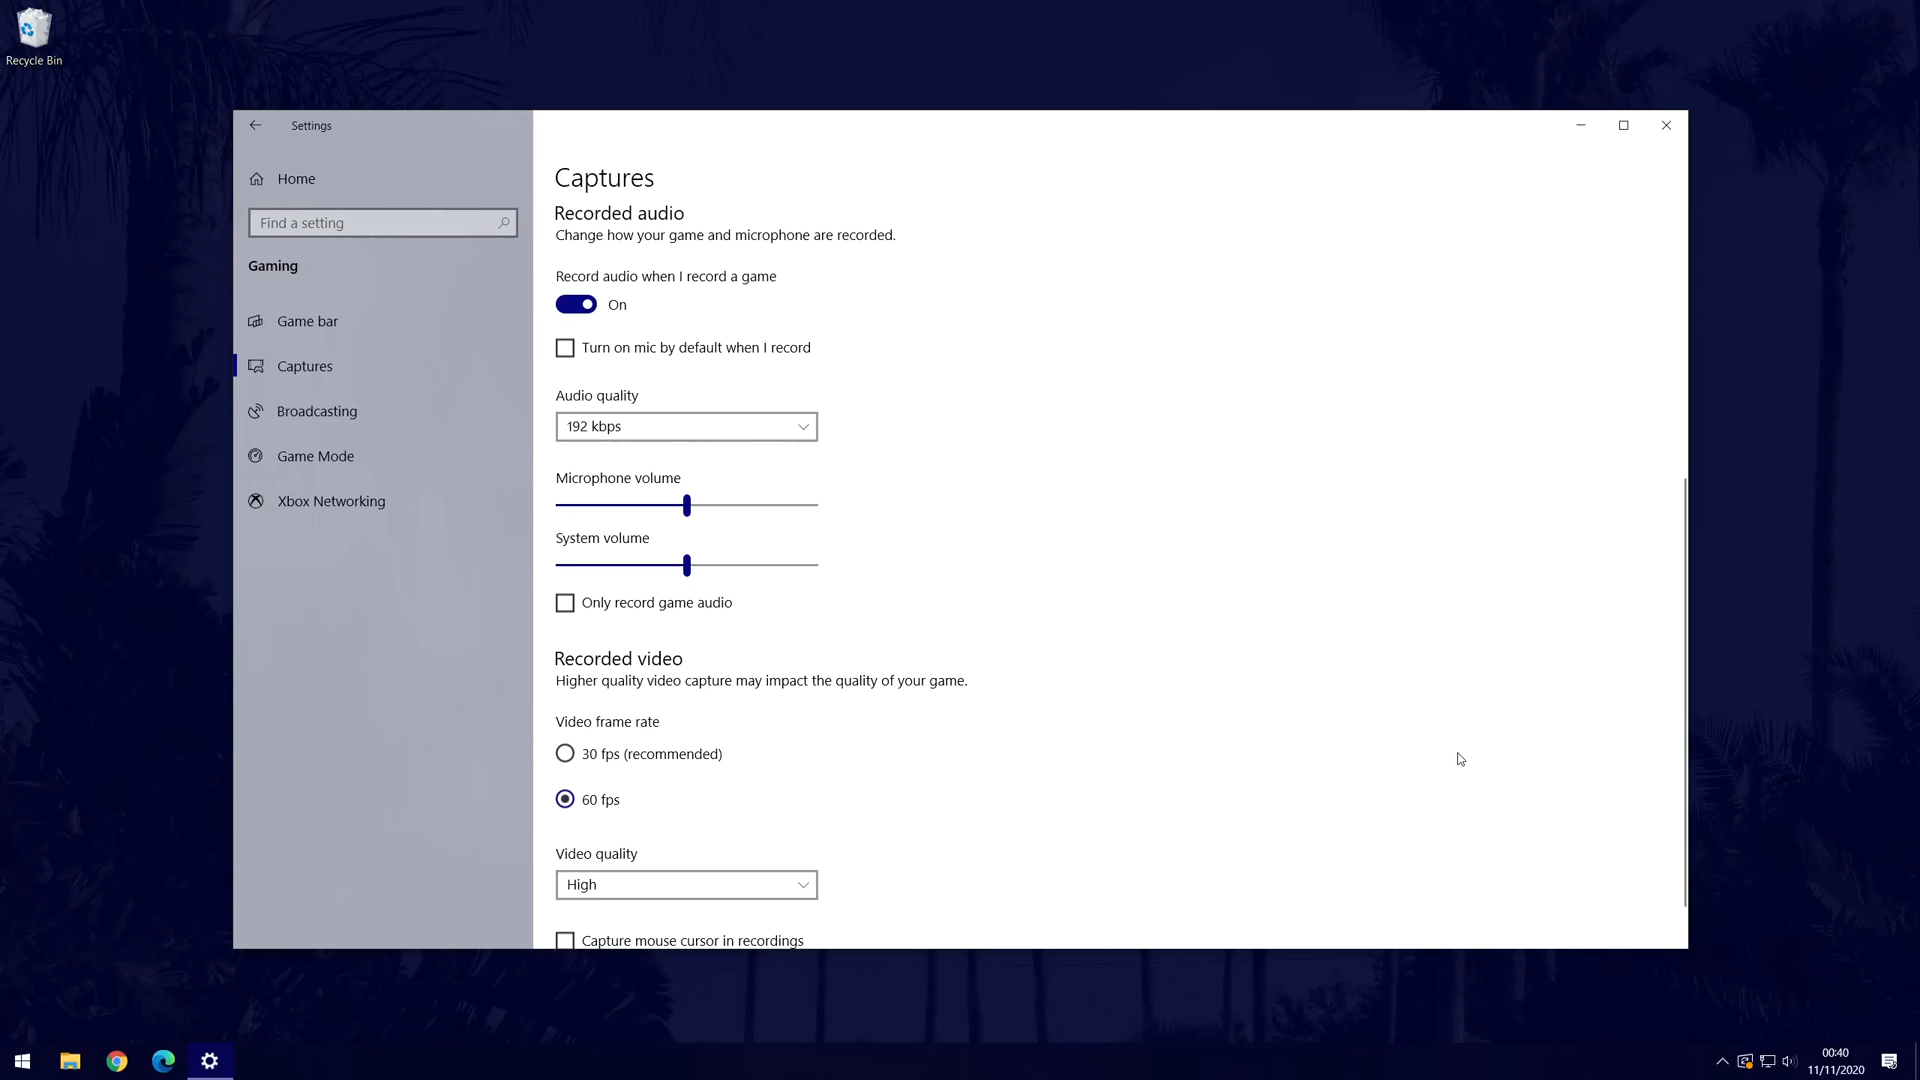 Recycle Bin
Settings
Home
Find a setting
Gaming
Game bar
Captures
Broadcasting
Game Mode
Xbox Networking
Captures
Recorded audio
Change how your game and microphone are recorded.
Record audio when I record a game
On
Turn on mic by default when I record
Audio quality
192 kbps
Microphone volume
System volume
Only record game audio
Recorded video
Higher quality video capture may impact the quality of your game.
Video frame rate
30 fps (recommended)
60 fps
Video quality
High
Capture mouse cursor in recordings
00:40
11/11/2020